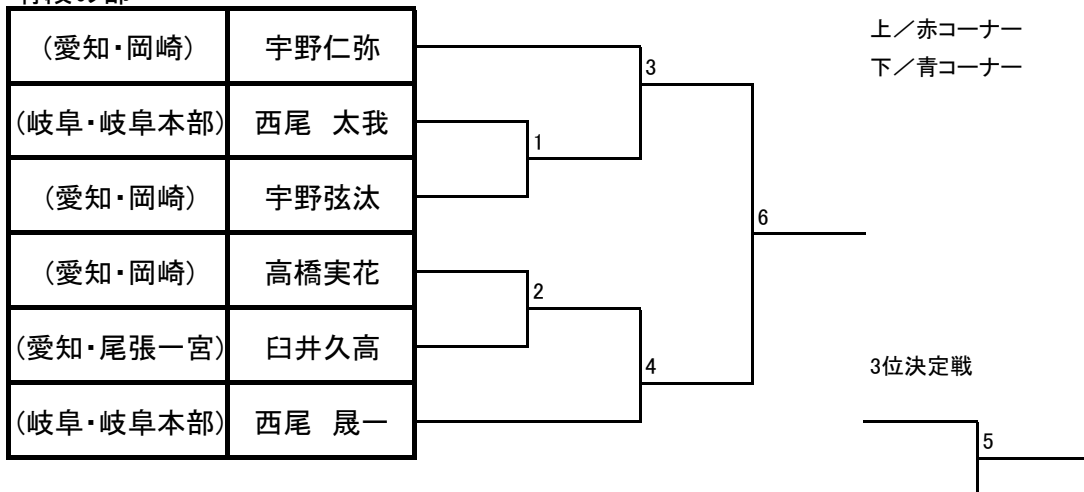 (愛知・岡崎) 宇野仁弥
(岐阜・岐阜本部) 西尾 太我
(愛知・岡崎) 宇野弦汰
(愛知・岡崎) 高橋実花
(愛知・尾張一宮) 臼井久高
(岐阜・岐阜本部) 西尾 晟一
1
2
3
4
6
上／赤コーナー
下／青コーナー
3位決定戦
5